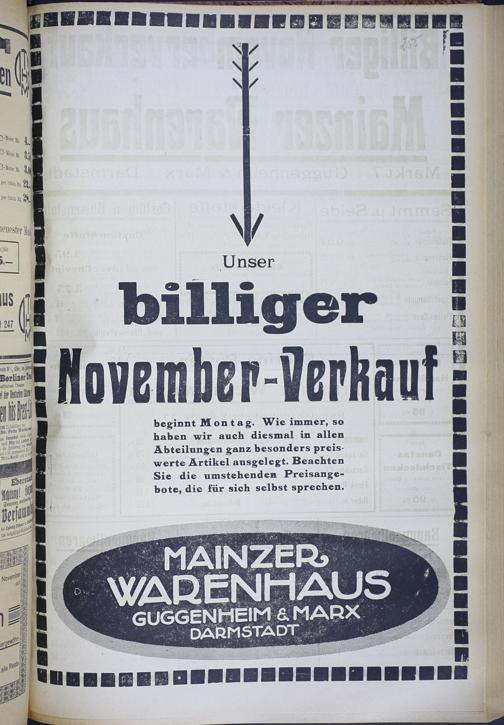 Unser
billiger
November-Verkauf
beginnt Montag. Wie immer, so
haben wir auch diesmal in allen
Abteilungen ganz besonders preis-
werte Artikel ausgelegt. Beachten
Sie die umstehenden Preisange-
bote, die für sich selbst sprechen.
MAINZER
WARENHAUS
GUGGENHEIM & MARX
DARMSTADT